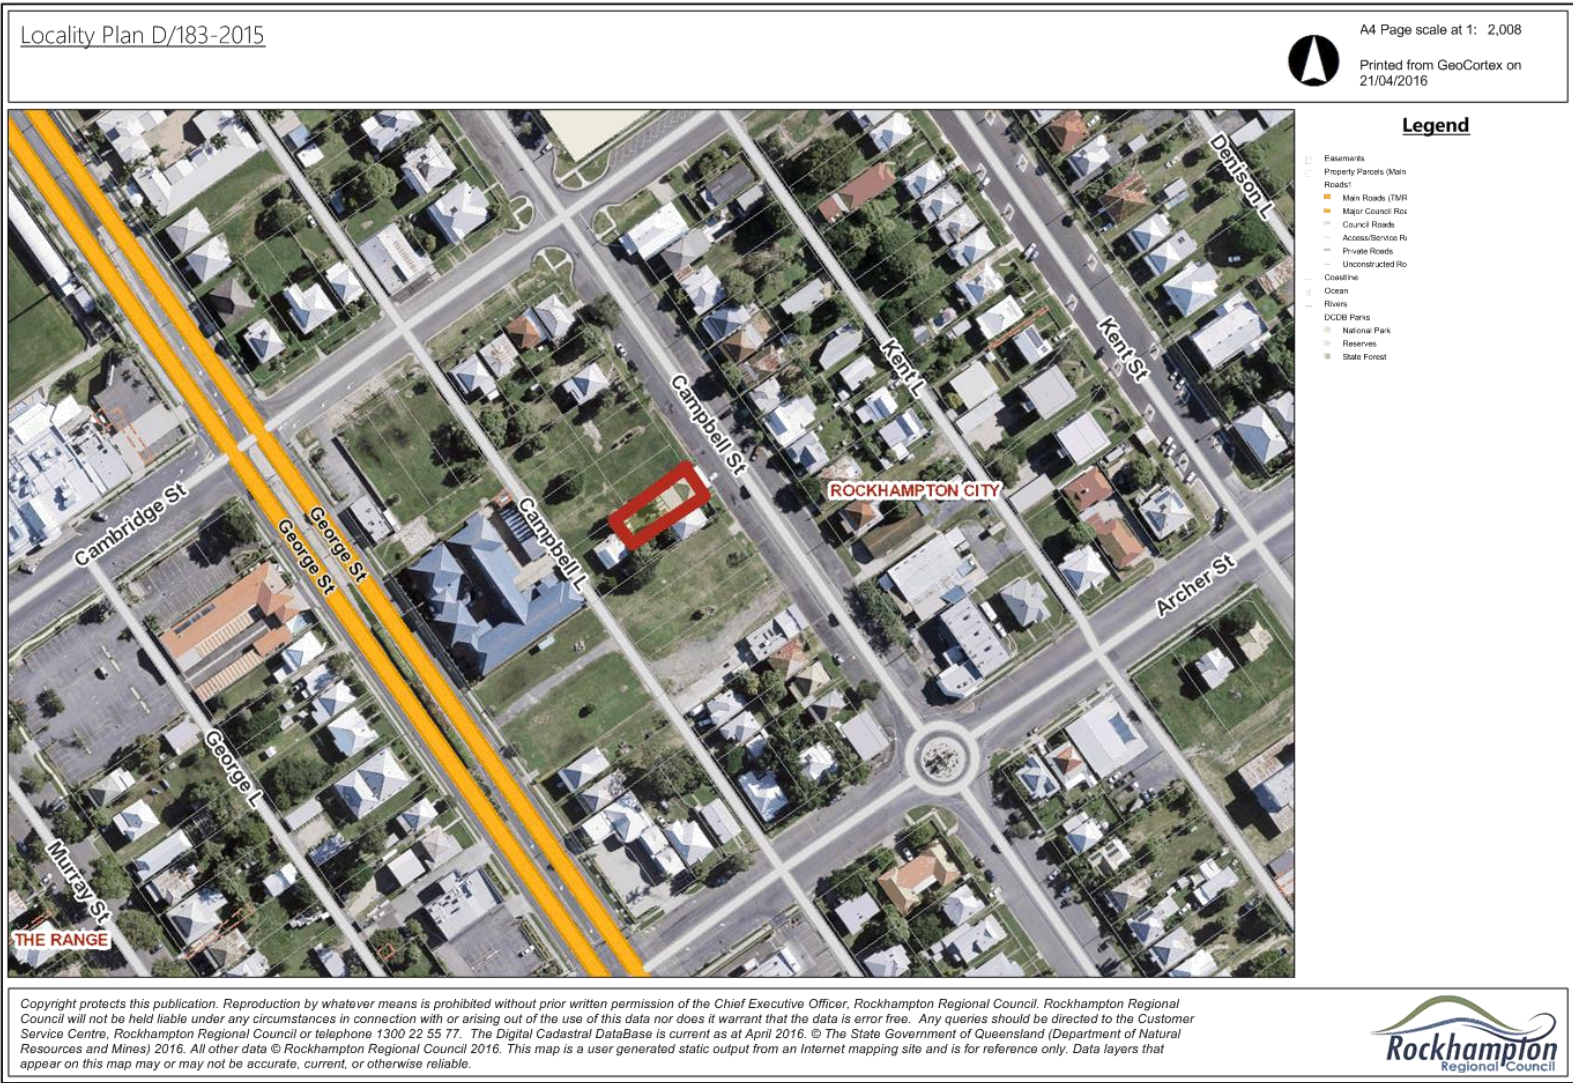 Locality Plan D/183-2015
A4 Page scale at 1: 2,008
Printed from GeoCortex on
21/04/2016
Legend
Easements
Property Parcels (Main
Roads1
Main Roads (TMR
Major Council Roa
Council Roads
Access/Service Ri
Private Roads
Unconstructed Ro
Coastline
Ocean
Rivers
DCDB Parks
National Park
Reserves
State Forest
Denison L
Kent St
Kent L
Campbell St
ROCKHAMPTON CITY
Cambridge St
George St
George St
Campbell L
Archer St
George L
Murray St
THE RANGE
Copyright protects this publication. Reproduction by whatever means is prohibited without prior written permission of the Chief Executive Officer, Rockhampton Regional Council. Rockhampton Regional
Council will not be held liable under any circumstances in connection with or arising out of the use of this data nor does it warrant that the data is error free. Any queries should be directed to the Customer
Service Centre, Rockhampton Regional Council or telephone 1300 22 55 77. The Digital Cadastral DataBase is current as at April 2016. © The State Government of Queensland (Department of Natural
Resources and Mines) 2016. All other data © Rockhampton Regional Council 2016. This map is a user generated static output from an Internet mapping site and is for reference only. Data layers that
appear on this map may or may not be accurate, current, or otherwise reliable.
Rockhampton
Regional Council